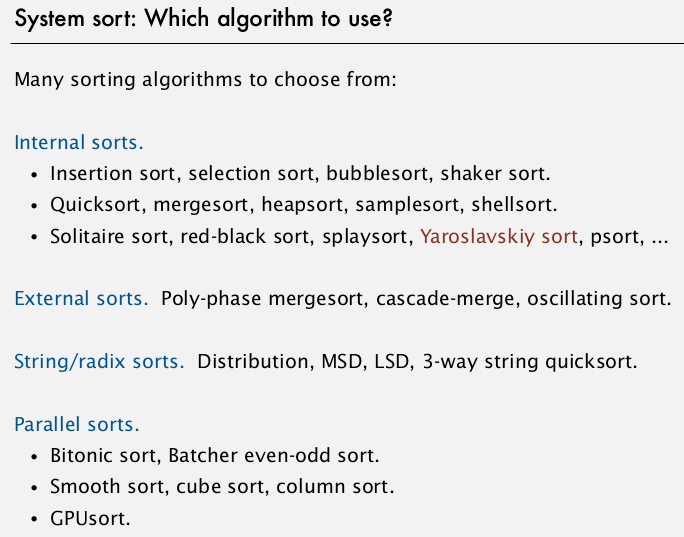 System sort: Which algorithm to use?
Many sorting algorithms to choose from:
Internal sorts.
• Insertion sort, selection sort, bubblesort, shaker sort.
• Quicksort, mergesort, heapsort, samplesort, shellsort.
• Solitaire sort, red-black sort, splaysort, Yaroslavskiy sort, psort, ...
External sorts. Poly-phase mergesort, cascade-merge, oscillating sort.
String/radix sorts. Distribution, MSD, LSD, 3-way string quicksort.
Parallel sorts.
• Bitonic sort, Batcher even-odd sort.
• Smooth sort, cube sort, column sort.
• GPUsort.